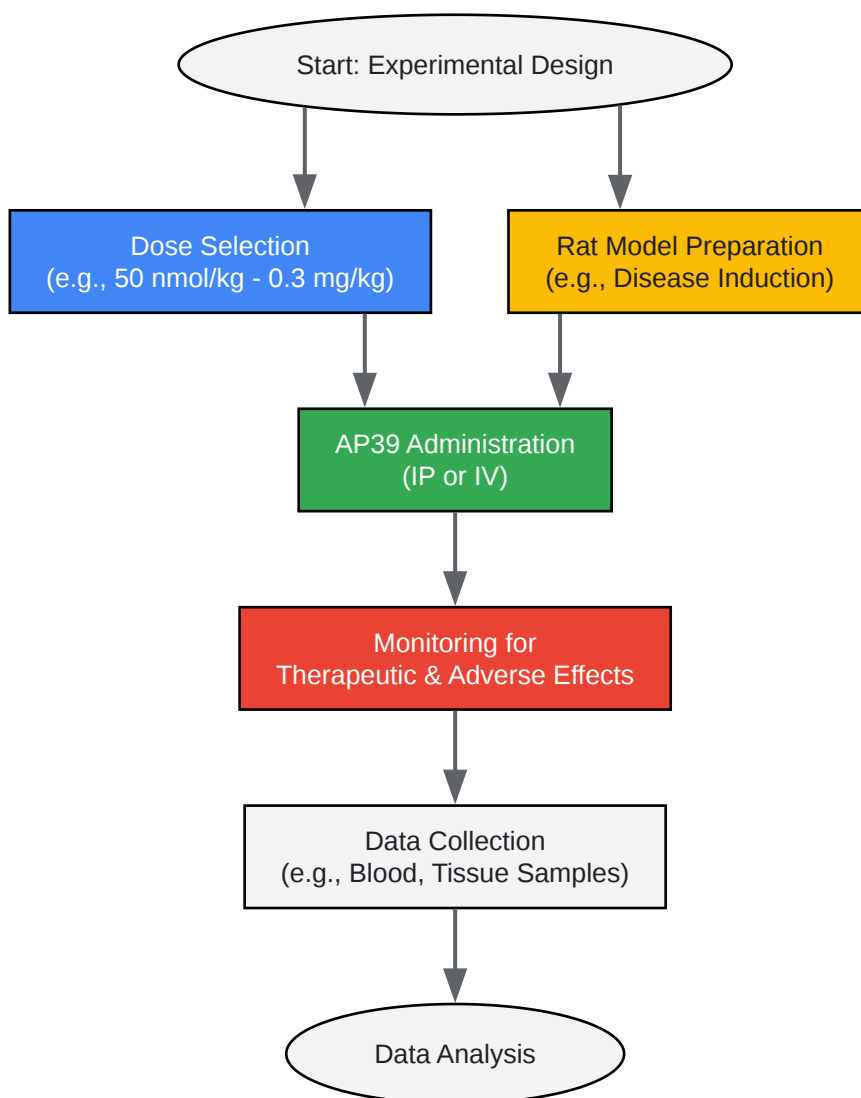 Start: Experimental Design
Dose Selection
(e.g., 50 nmol/kg - 0.3 mg/kg)
Rat Model Preparation
(e.g., Disease Induction)
AP39 Administration
(IP or IV)
Monitoring for
Therapeutic & Adverse Effects
Data Collection
(e.g., Blood, Tissue Samples)
Data Analysis